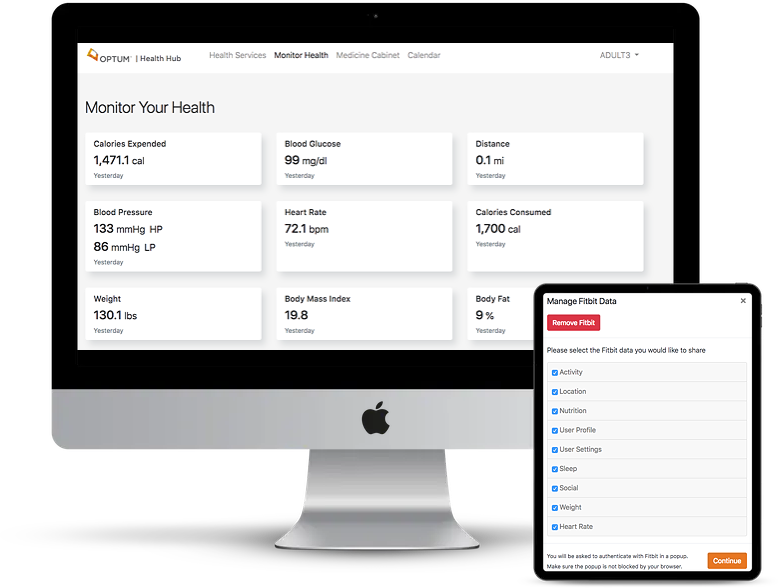 OPTUM | Health Hub
Health Services Monitor Health Medicine Cabinet Calendar
ADULT3
Monitor Your Health
Calories Expended
1,471.1 cal
Yesterday
Blood Glucose
99 mg/dl
Yesterday
Distance
0.1 mi
Yesterday
Blood Pressure
133 mmHg HP
86 mmHg LP
Yesterday
Heart Rate
72.1 bpm
Yesterday
Calories Consumed
1,700 cal
Yesterday
Weight
130.1 lbs
Yesterday
Body Mass Index
19.8
Yesterday
Body Fat
9 %
Yesterday
Manage Fitbit Data ×
Remove Fitbit
Please select the Fitbit data you would like to share
Activity
Location
Nutrition
User Profile
User Settings
Sleep
Social
Weight
Heart Rate
You will be asked to authenticate with Fitbit in a popup.
Make sure the popup is not blocked by your browser.
Continue